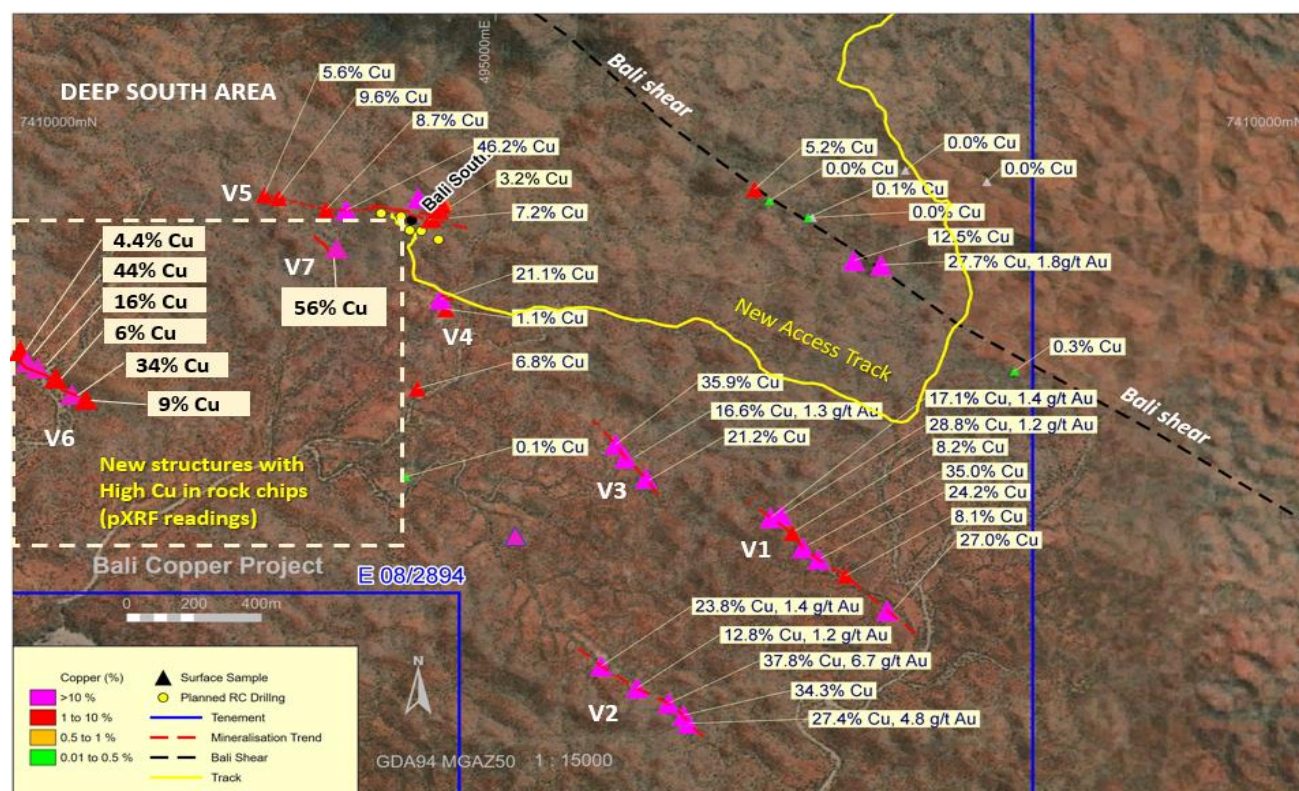 495000mE
DEEP SOUTH AREA
7410000mN
7410000mN
Bali shear
5.6% Cu
9.6% Cu
8.7% Cu
46.2% Cu
Bali South
3.2% Cu
7.2% Cu
V5
5.2% Cu
0.0% Cu
0.0% Cu
0.0% Cu
0.1% Cu
0.0% Cu
12.5% Cu
27.7% Cu, 1.8g/t Au
4.4% Cu
44% Cu
16% Cu
6% Cu
34% Cu
9% Cu
V6
V7
56% Cu
21.1% Cu
1.1% Cu
V4
6.8% Cu
0.1% Cu
New Access Track
0.3% Cu
Bali shear
35.9% Cu
16.6% Cu, 1.3 g/t Au
21.2% Cu
V3
17.1% Cu, 1.4 g/t Au
28.8% Cu, 1.2 g/t Au
8.2% Cu
35.0% Cu
24.2% Cu
8.1% Cu
27.0% Cu
V1
New structures with
High Cu in rock chips
(pXRF readings)
Bali Copper Project
E 08/2894
0 200 400m
23.8% Cu, 1.4 g/t Au
12.8% Cu, 1.2 g/t Au
37.8% Cu, 6.7 g/t Au
34.3% Cu
27.4% Cu, 4.8 g/t Au
V2
Copper (%)
>10 %
1 to 10 %
0.5 to 1 %
0.01 to 0.5 %
Surface Sample
Planned RC Drillng
Tenement
Mineralisation Trend
Bali Shear
Track
N
GDA94 MGAZ50 1 : 15000